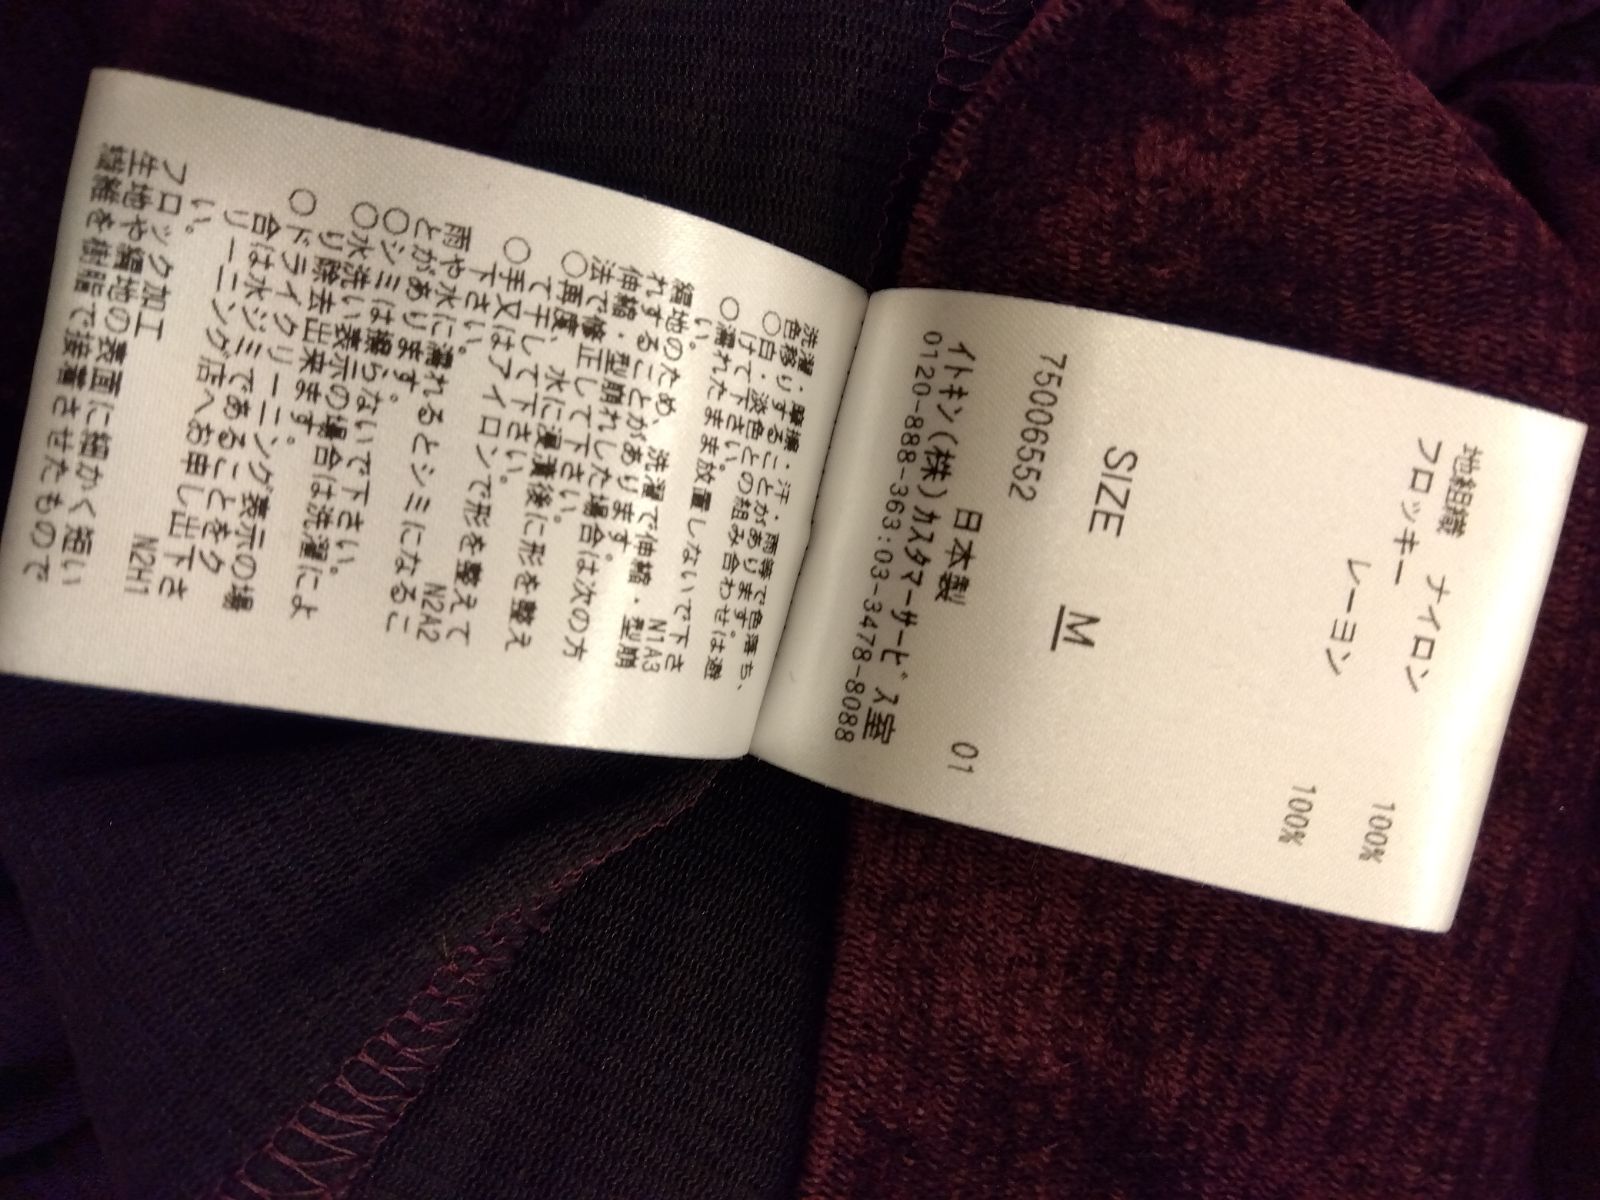 地組織 ナイロン 100%
フロッキー
レーヨン 100%
SIZE M
75006552
日本製 01
イトキン(株)カスタマーサービス室
0120-888-363:03-3478-8088
洗濯・摩擦・汗・雨等で色落ち、
色移りすることがあります。
○白・淡色との組み合わせは避
けて下さい。
○濡れたまま放置しないで下さ
い。 N1A3
絹地のため、洗濯で伸縮・型崩
れすることがあります。
伸縮・型崩れした場合は次の方
法で修正して下さい。
○再度、水に浸漬後に形を整え
て干して下さい。
○手又はアイロンで形を整えて
下さい。 N2A2
雨や水に濡れるとシミになるこ
とがあります。
○シミは擦らないで下さい。
○水洗い表示の場合は洗濯によ
り除去出来ます。
○ドライクリーニング表示の場
合は水ジミであることをク
リーニング店へお申し出下さ
い。 N2H1
フロック加工
生地や絹地の表面に細かく短い
繊維を樹脂で接着させたもので